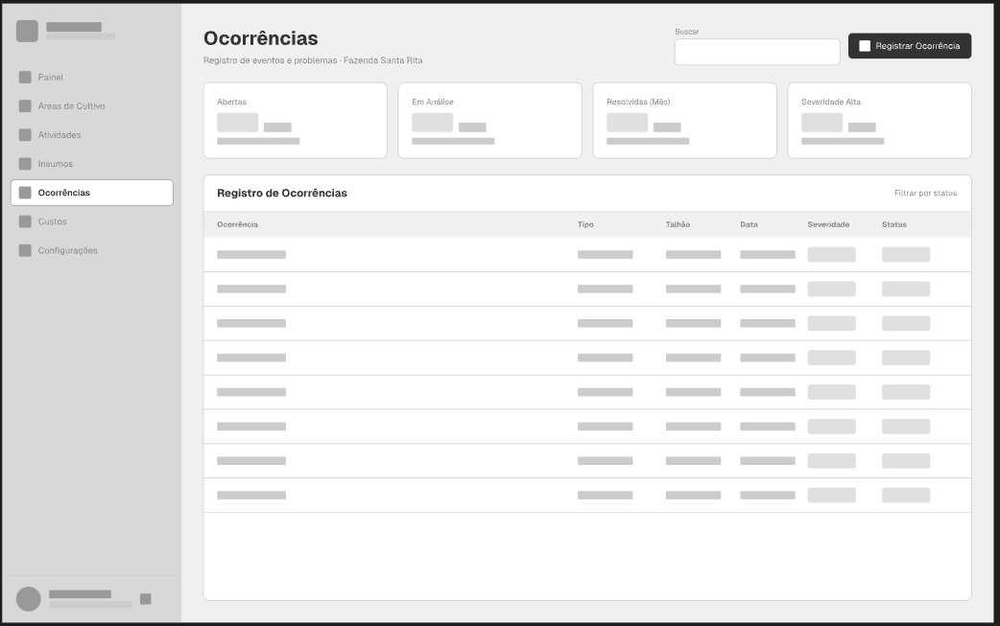 Painel
Áreas de Cultivo
Atividades
Insumos
Ocorrências
Custos
Configurações
Ocorrências
Registro de eventos e problemas · Fazenda Santa Rita
Buscar
Registrar Ocorrência
Abertas
Em Análise
Resolvidas (Mês)
Severidade Alta
Registro de Ocorrências
Filtrar por status
Ocorrência Tipo Talhão Data Severidade Status